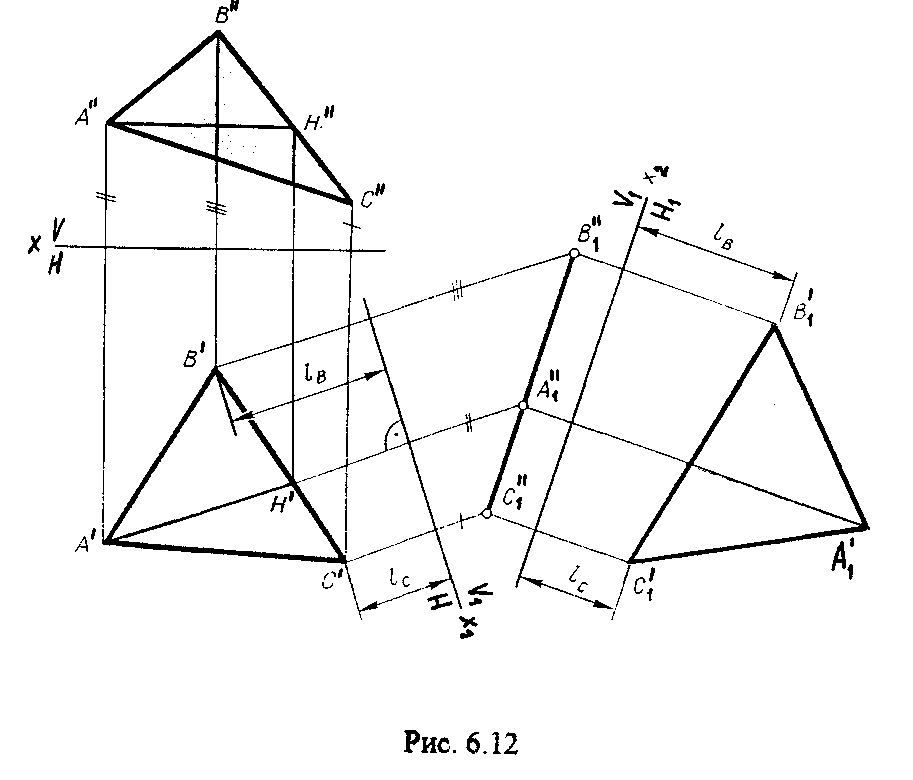 B"
A"
H"
C"
x V
H
V₁ x₂
H₁
l_B
B₁"
B₁'
B'
l_B
A₁"
C₁"
H'
A'
A₁'
C'
l_C
l_C
C₁'
V₁
H
x₁
Рис. 6.12